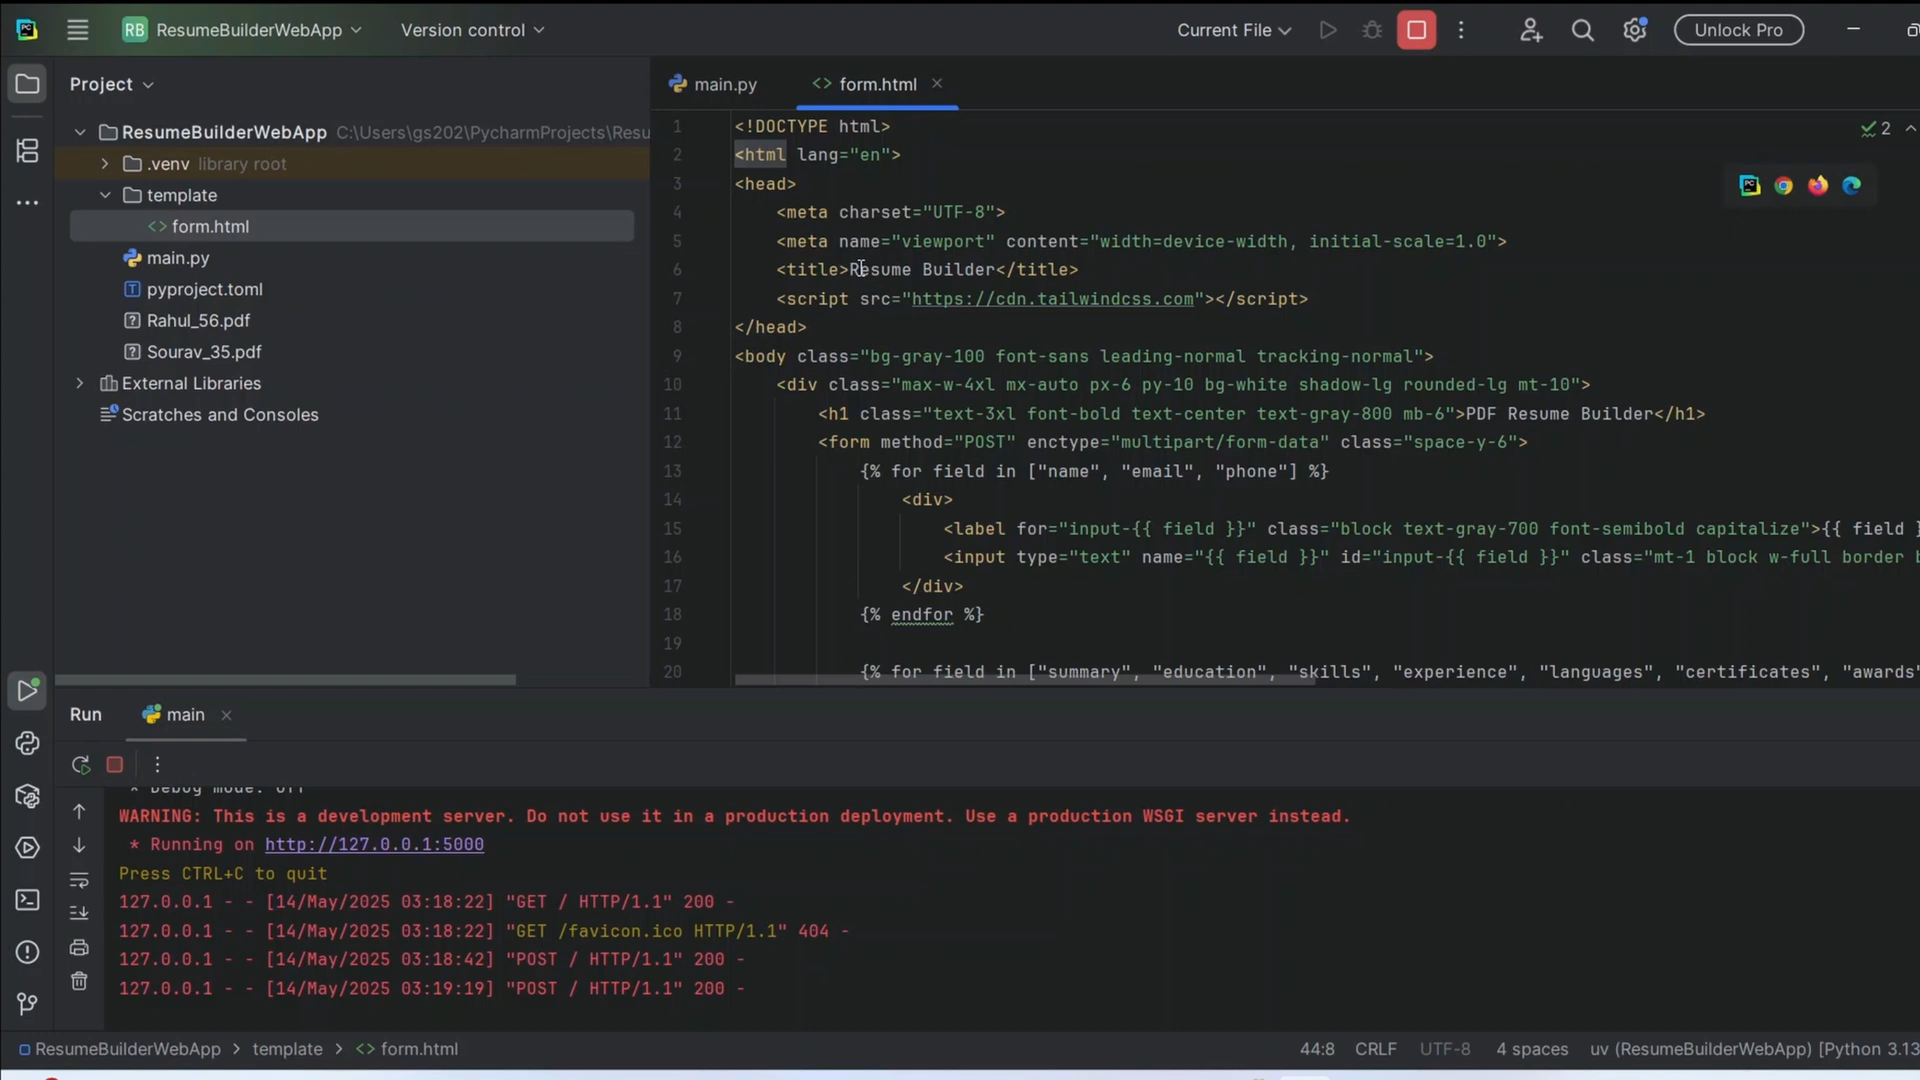 RB ResumeBuilderWebApp Version control Current File Unlock Pro
Project
ResumeBuilderWebApp C:\Users\gs202\PycharmProjects\Resu
.venv library root
template
form.html
main.py
pyproject.toml
Rahul_56.pdf
Sourav_35.pdf
External Libraries
Scratches and Consoles
main.py form.html
2
1 <!DOCTYPE html>
2 <html lang="en">
3 <head>
4 <meta charset="UTF-8">
5 <meta name="viewport" content="width=device-width, initial-scale=1.0">
6 <title>Resume Builder</title>
7 <script src="https://cdn.tailwindcss.com"></script>
8 </head>
9 <body class="bg-gray-100 font-sans leading-normal tracking-normal">
10 <div class="max-w-4xl mx-auto px-6 py-10 bg-white shadow-lg rounded-lg mt-10">
11 <h1 class="text-3xl font-bold text-center text-gray-800 mb-6">PDF Resume Builder</h1>
12 <form method="POST" enctype="multipart/form-data" class="space-y-6">
13 {% for field in ["name", "email", "phone"] %}
14 <div>
15 <label for="input-{{ field }}" class="block text-gray-700 font-semibold capitalize">{{ field
16 <input type="text" name="{{ field }}" id="input-{{ field }}" class="mt-1 block w-full border b
17 </div>
18 {% endfor %}
19
20 {% for field in ["summary", "education", "skills", "experience", "languages", "certificates", "awards"
Run main
* Debug mode: off
WARNING: This is a development server. Do not use it in a production deployment. Use a production WSGI server instead.
* Running on http://127.0.0.1:5000
Press CTRL+C to quit
127.0.0.1 - - [14/May/2025 03:18:22] "GET / HTTP/1.1" 200 -
127.0.0.1 - - [14/May/2025 03:18:22] "GET /favicon.ico HTTP/1.1" 404 -
127.0.0.1 - - [14/May/2025 03:18:42] "POST / HTTP/1.1" 200 -
127.0.0.1 - - [14/May/2025 03:19:19] "POST / HTTP/1.1" 200 -
ResumeBuilderWebApp > template > <> form.html 44:8 CRLF UTF-8 4 spaces uv (ResumeBuilderWebApp) [Python 3.13